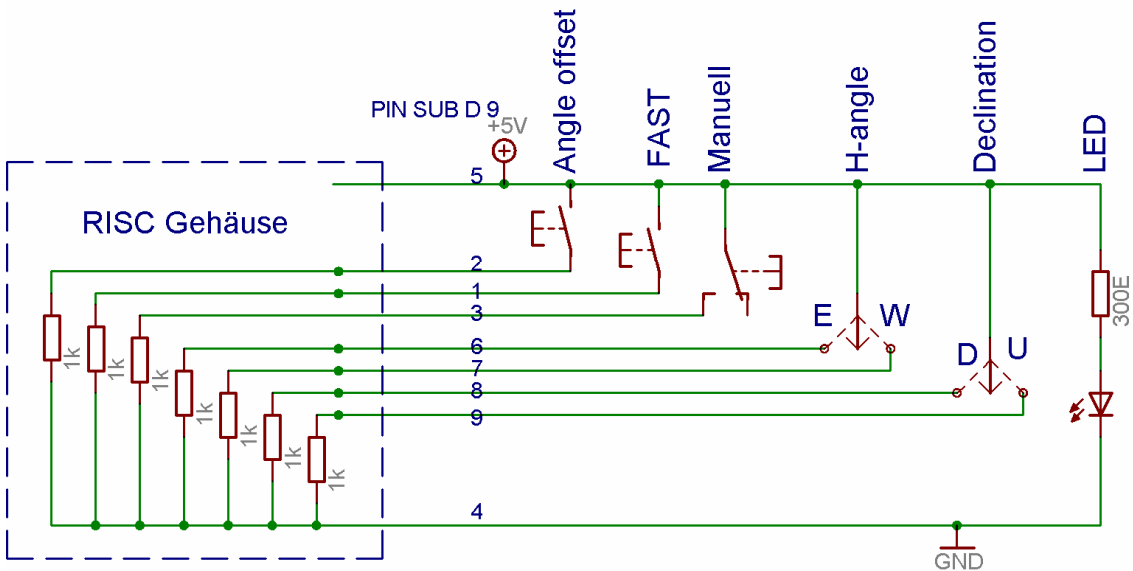 PIN SUB D 9
+5V
Angle offset
FAST
Manuell
H-angle
Declination
LED
RISC Gehäuse
5
2
1
3
6
7
8
9
4
E
W
D
U
300E
1k
1k
1k
1k
1k
1k
1k
GND